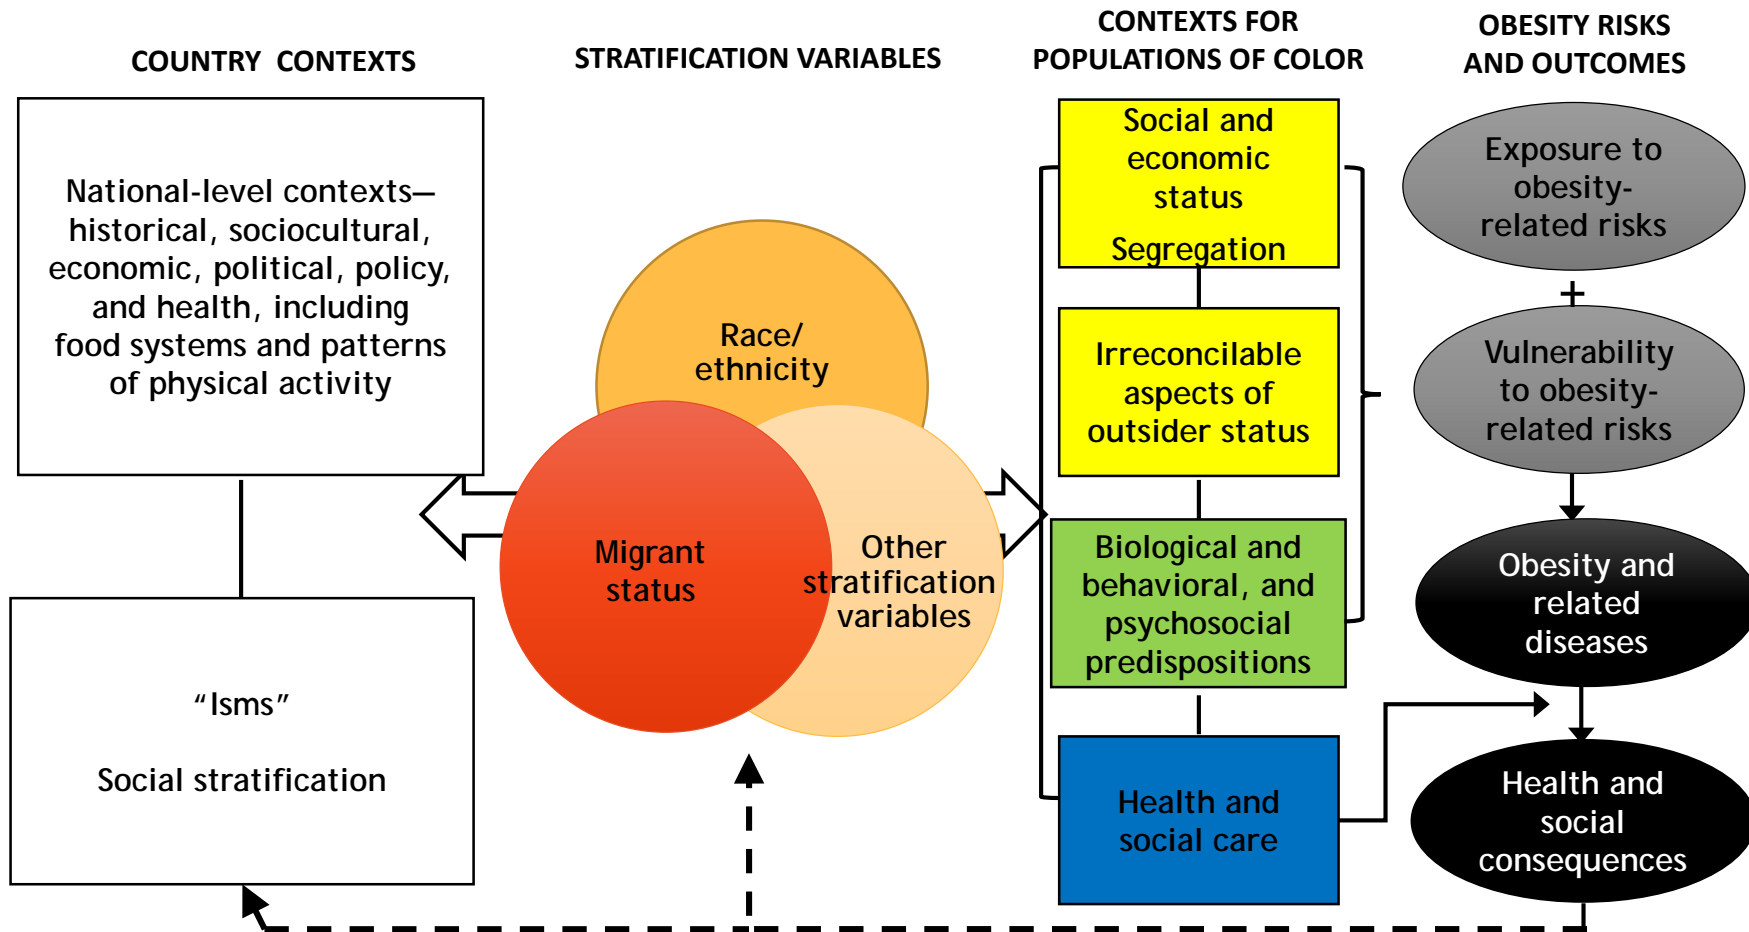 COUNTRY CONTEXTS
National-level contexts—
historical, sociocultural,
economic, political, policy,
and health, including
food systems and patterns
of physical activity
“Isms”
Social stratification
STRATIFICATION VARIABLES
Race/
ethnicity
Migrant
status
Other
stratification
variables
CONTEXTS FOR
POPULATIONS OF COLOR
Social and
economic
status
Segregation
Irreconcilable
aspects of
outsider status
Biological and
behavioral, and
psychosocial
predispositions
Health and
social care
OBESITY RISKS
AND OUTCOMES
Exposure to
obesity-
related risks
+
Vulnerability
to obesity-
related risks
Obesity and
related
diseases
Health and
social
consequences